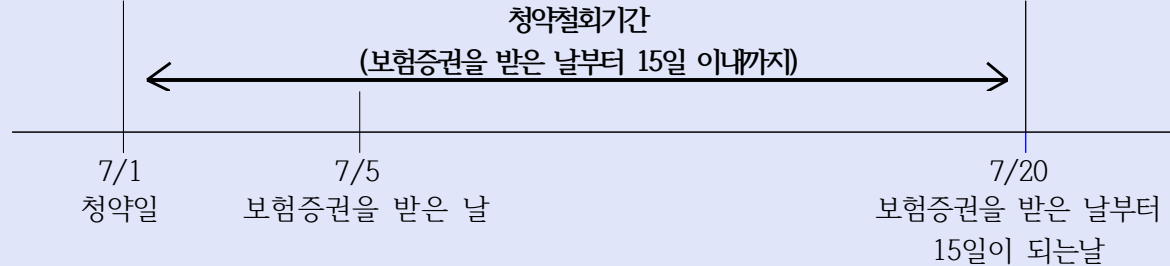 청약철회기간
(보험증권을 받은 날부터 15일 이내까지)
7/1
청약일
7/5
보험증권을 받은 날
7/20
보험증권을 받은 날부터
15일이 되는날